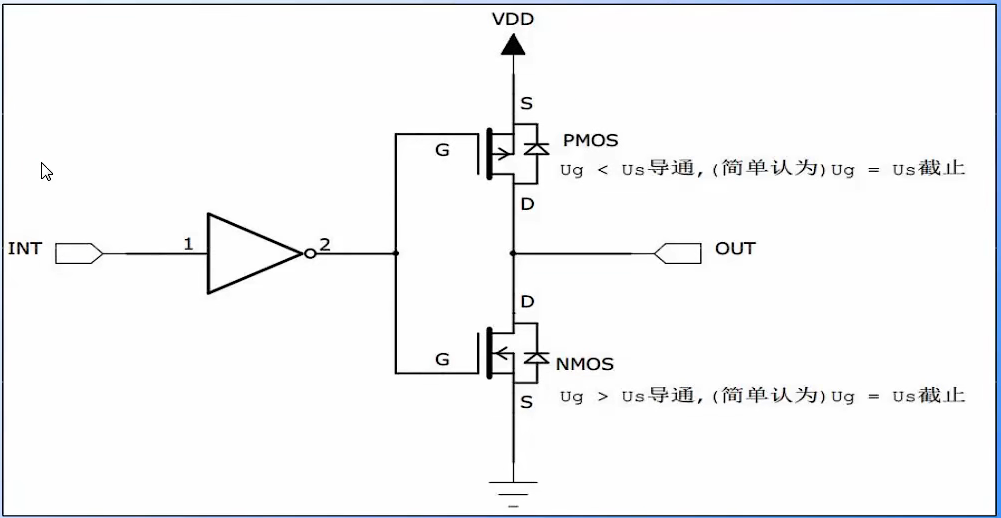 VDD
S
G
PMOS
Ug < Us导通,(简单认为)Ug = Us截止
D
INT
1
2
OUT
D
G
NMOS
Ug > Us导通,(简单认为)Ug = Us截止
S